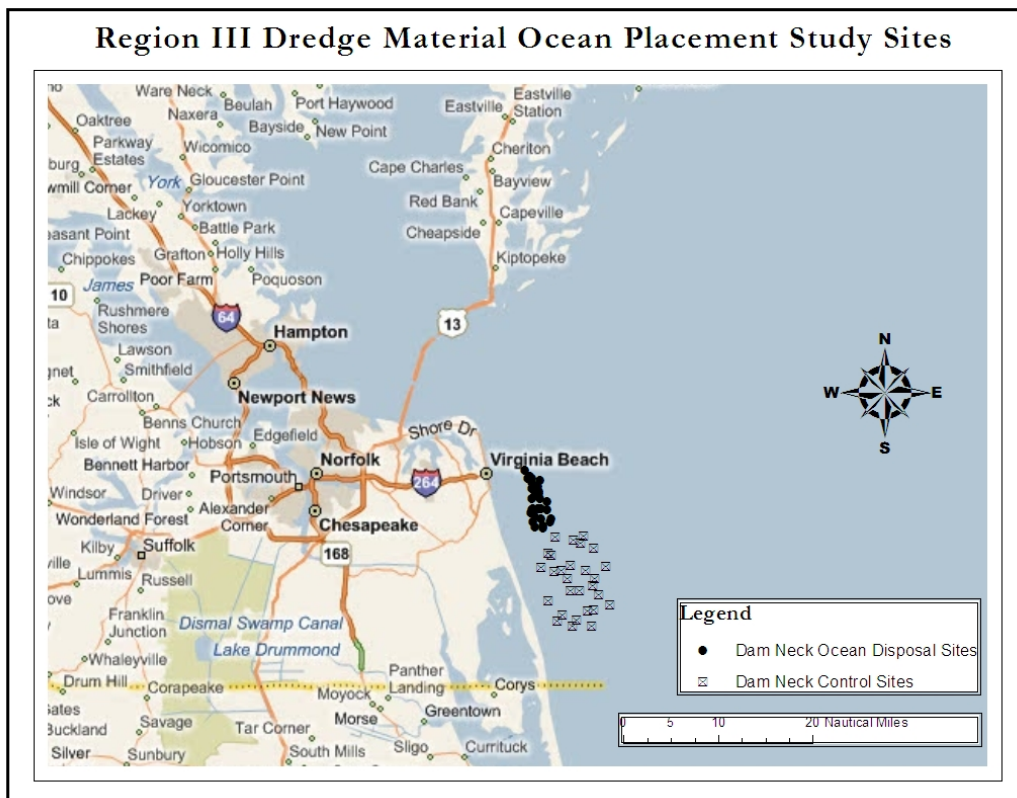 Region III Dredge Material Ocean Placement Study Sites
Ware Neck
Beulah
Port Haywood
Naxera
Bayside
New Point
Oaktree
Parkway
Estates
Wicomico
York
Gloucester Point
Lackey
Yorktown
Battle Park
Chippokes
Grafton
Holly Hills
James
Poor Farm
Poquoson
10
Rushmere
Shores
64
Hampton
Lawson
Smithfield
Carrollton
Newport News
Benns Church
Isle of Wight
Hobson
Edgefield
Bennett Harbor
Norfolk
Portsmouth
Windsor
Driver
Alexander
Corner
Wonderland Forest
Chesapeake
Kilby
Suffolk
168
Lummis
Russell
Franklin
Junction
Dismal Swamp Canal
Lake Drummond
Whaleyville
Drum Hill
Corapeake
Moyock
Panther
Landing
Corys
Buckland
Savage
Tar Corner
Morse
Greentown
Silver
Sunbury
South Mills
Sligo
Currituck
Eastville
Eastville
Station
Cheriton
Cape Charles
Bayview
Red Bank
Capeville
Cheapside
Kiptopeke
13
Shore Dr
Virginia Beach
264
N
W
E
S
Legend
Dam Neck Ocean Disposal Sites
Dam Neck Control Sites
0 5 10 20 Nautical Miles